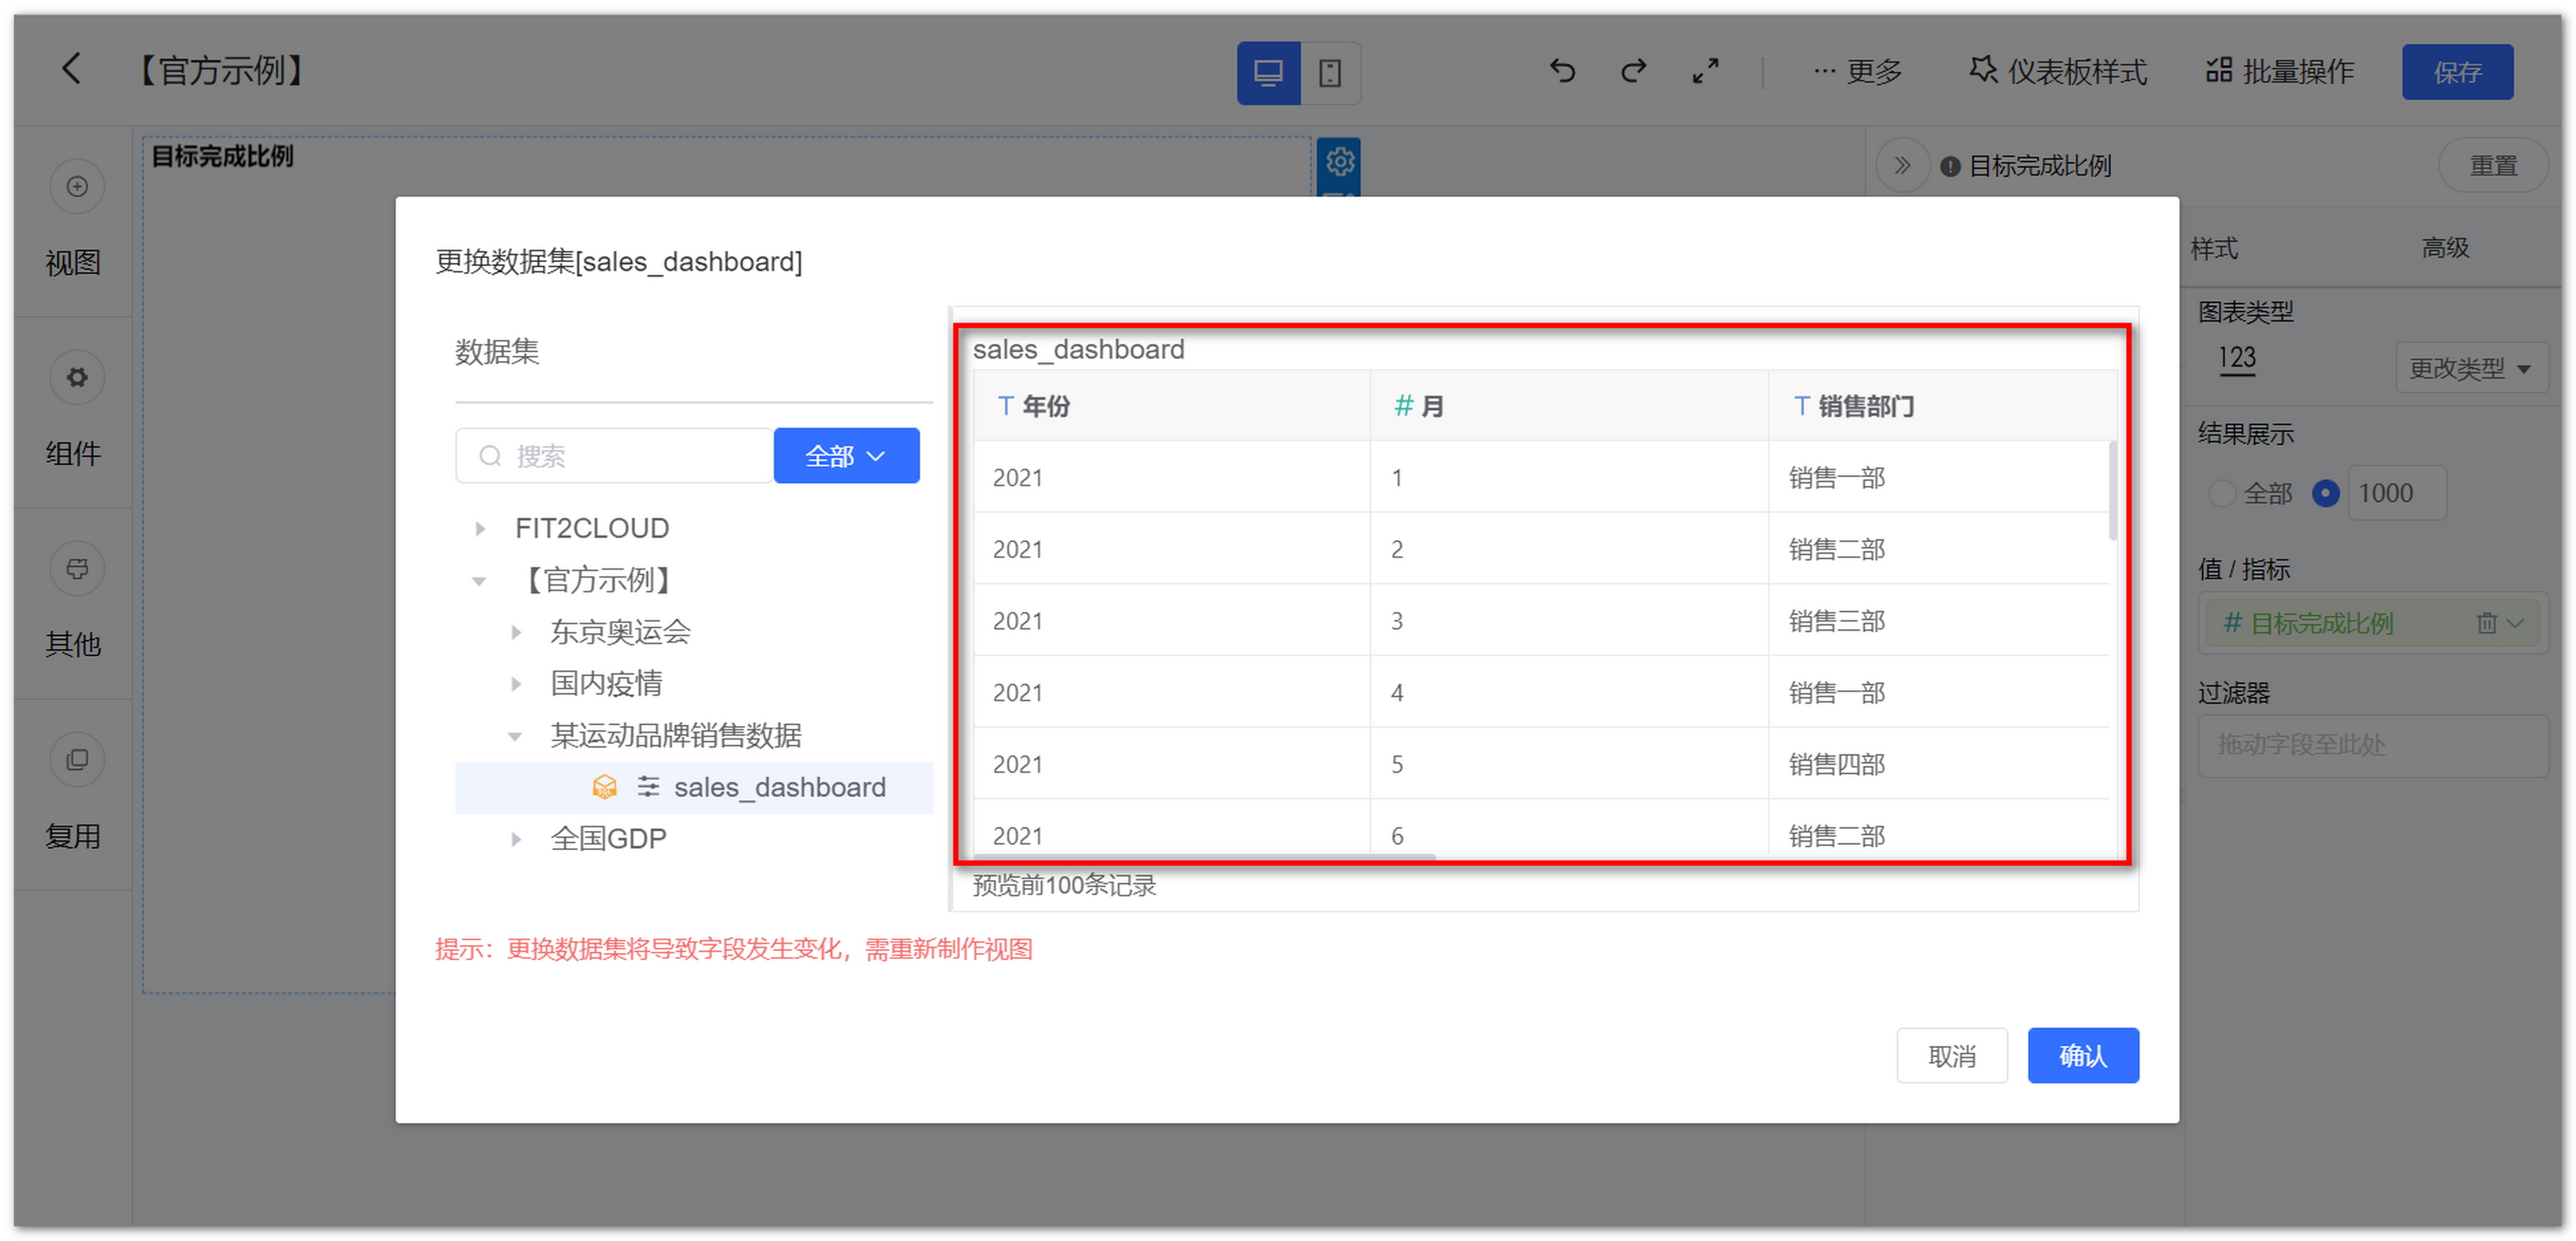 【官方示例】
更多
仪表板样式
批量操作
保存
视图
组件
其他
复用
目标完成比例
目标完成比例
重置
样式
高级
图表类型
123
更改类型
结果展示
全部
1000
值 / 指标
# 目标完成比例
过滤器
拖动字段至此处
更换数据集[sales_dashboard]
数据集
搜索
全部
FIT2CLOUD
【官方示例】
东京奥运会
国内疫情
某运动品牌销售数据
sales_dashboard
全国GDP
sales_dashboard
T 年份 # 月 T 销售部门
2021 1 销售一部
2021 2 销售二部
2021 3 销售三部
2021 4 销售一部
2021 5 销售四部
2021 6 销售二部
预览前100条记录
提示：更换数据集将导致字段发生变化，需重新制作视图
取消
确认